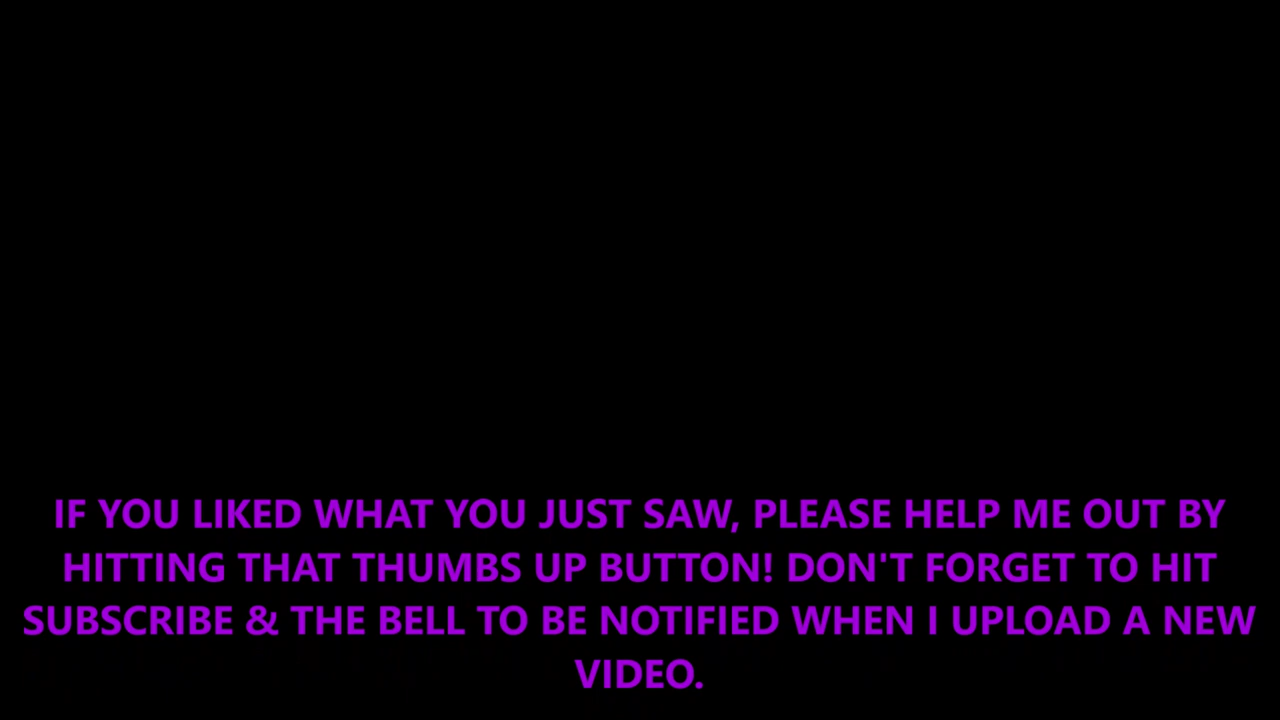 IF YOU LIKED WHAT YOU JUST SAW, PLEASE HELP ME OUT BY
HITTING THAT THUMBS UP BUTTON! DON'T FORGET TO HIT
SUBSCRIBE & THE BELL TO BE NOTIFIED WHEN I UPLOAD A NEW
VIDEO.